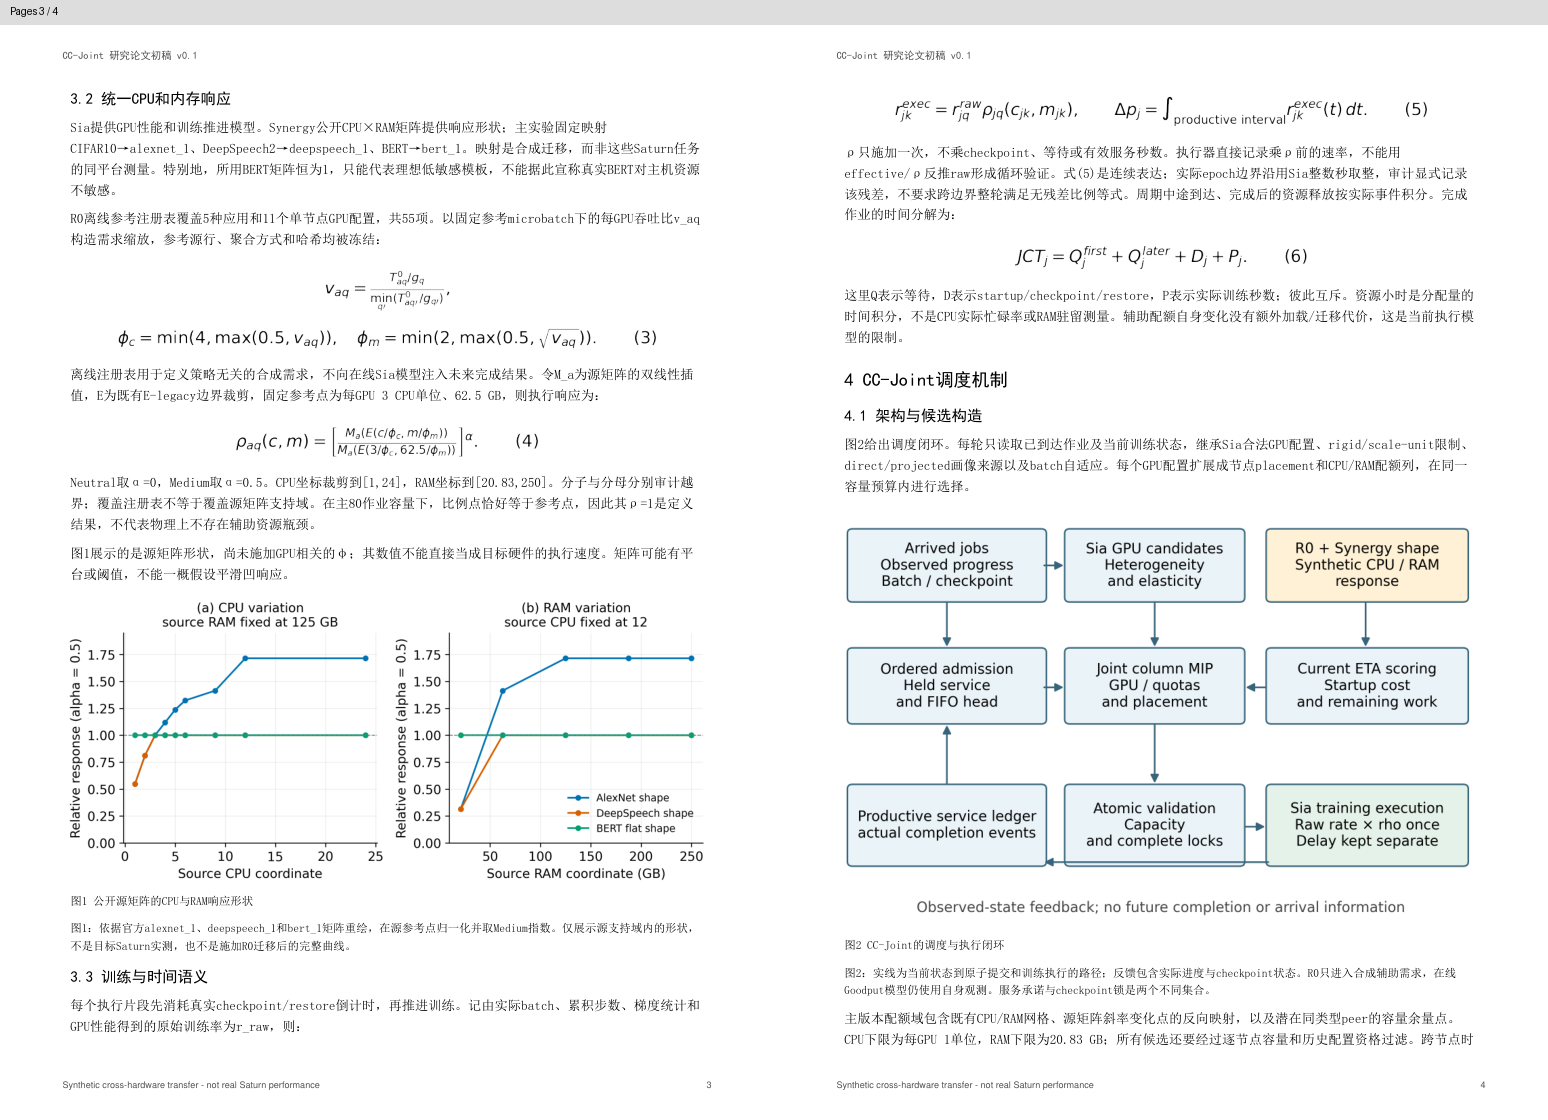 Pages 3 / 4
CC-Joint 研究论文初稿 v0.1
3.2 统一CPU和内存响应
Sia提供GPU性能和训练推进模型。Synergy公开CPU×RAM矩阵提供响应形状；主实验固定映射
CIFAR10→alexnet_1、DeepSpeech2→deepspeech_1、BERT→bert_1。映射是合成迁移，而非这些Saturn任务
的同平台测量。特别地，所用BERT矩阵恒为1，只能代表理想低敏感模板，不能据此宣称真实BERT对主机资源
不敏感。
R0离线参考注册表覆盖5种应用和11个单节点GPU配置，共55项。以固定参考microbatch下的每GPU吞吐比v_aq
构造需求缩放，参考源行、聚合方式和哈希均被冻结：
v_{aq} = \frac{T^0_{aq}/g_q}{\min_{q'}(T^0_{aq'}/g_{q'})},
ϕ_c = min(4, max(0.5, v_{aq})),  ϕ_m = min(2, max(0.5, √v_{aq})).  (3)
离线注册表用于定义策略无关的合成需求，不向在线Sia模型注入未来完成结果。令M_a为源矩阵的双线性插
值，E为既有E-legacy边界裁剪，固定参考点为每GPU 3 CPU单位、62.5 GB，则执行响应为：
ρ_{aq}(c, m) = [\frac{M_a(E(c/ϕ_c, m/ϕ_m))}{M_a(E(3/ϕ_c, 62.5/ϕ_m))}]^α.  (4)
Neutral取α=0，Medium取α=0.5。CPU坐标裁剪到[1,24]，RAM坐标到[20.83,250]。分子与分母分别审计越
界；覆盖注册表不等于覆盖源矩阵支持域。在主80作业容量下，比例点恰好等于参考点，因此其ρ=1是定义
结果，不代表物理上不存在辅助资源瓶颈。
图1展示的是源矩阵形状，尚未施加GPU相关的φ；其数值不能直接当成目标硬件的执行速度。矩阵可能有平
台或阈值，不能一概假设平滑凹响应。
(a) CPU variation
source RAM fixed at 125 GB
Relative response (alpha = 0.5)
1.75
1.50
1.25
1.00
0.75
0.50
0.25
0.00
0 5 10 15 20 25
Source CPU coordinate
(b) RAM variation
source CPU fixed at 12
Relative response (alpha = 0.5)
1.75
1.50
1.25
1.00
0.75
0.50
0.25
0.00
AlexNet shape
DeepSpeech shape
BERT flat shape
50 100 150 200 250
Source RAM coordinate (GB)
图1 公开源矩阵的CPU与RAM响应形状
图1：依据官方alexnet_1、deepspeech_1和bert_1矩阵重绘，在源参考点归一化并取Medium指数。仅展示源支持域内的形状，
不是目标Saturn实测，也不是施加R0迁移后的完整曲线。
3.3 训练与时间语义
每个执行片段先消耗真实checkpoint/restore倒计时，再推进训练。记由实际batch、累积步数、梯度统计和
GPU性能得到的原始训练率为r_raw，则：
Synthetic cross-hardware transfer - not real Saturn performance
3
CC-Joint 研究论文初稿 v0.1
r^{exec}_{jk} = r^{raw}_{jq} ρ_{jq}(c_{jk}, m_{jk}),  Δp_j = ∫_{productive interval} r^{exec}_{jk}(t) dt.  (5)
ρ只施加一次，不乘checkpoint、等待或有效服务秒数。执行器直接记录乘ρ前的速率，不能用
effective/ρ反推raw形成循环验证。式(5)是连续表达；实际epoch边界沿用Sia整数秒取整，审计显式记录
该残差，不要求跨边界整轮满足无残差比例等式。周期中途到达、完成后的资源释放按实际事件积分。完成
作业的时间分解为：
JCT_j = Q^{first}_j + Q^{later}_j + D_j + P_j.  (6)
这里Q表示等待，D表示startup/checkpoint/restore，P表示实际训练秒数；彼此互斥。资源小时是分配量的
时间积分，不是CPU实际忙碌率或RAM驻留测量。辅助配额自身变化没有额外加载/迁移代价，这是当前执行模
型的限制。
4 CC-Joint调度机制
4.1 架构与候选构造
图2给出调度闭环。每轮只读取已到达作业及当前训练状态，继承Sia合法GPU配置、rigid/scale-unit限制、
direct/projected画像来源以及batch自适应。每个GPU配置扩展成节点placement和CPU/RAM配额列，在同一
容量预算内进行选择。
Arrived jobs
Observed progress
Batch / checkpoint
Sia GPU candidates
Heterogeneity
and elasticity
R0 + Synergy shape
Synthetic CPU / RAM
response
Ordered admission
Held service
and FIFO head
Joint column MIP
GPU / quotas
and placement
Current ETA scoring
Startup cost
and remaining work
Productive service ledger
actual completion events
Atomic validation
Capacity
and complete locks
Sia training execution
Raw rate × rho once
Delay kept separate
Observed-state feedback; no future completion or arrival information
图2 CC-Joint的调度与执行闭环
图2：实线为当前状态到原子提交和训练执行的路径；反馈包含实际进度与checkpoint状态。R0只进入合成辅助需求，在线
Goodput模型仍使用自身观测。服务承诺与checkpoint锁是两个不同集合。
主版本配额域包含既有CPU/RAM网格、源矩阵斜率变化点的反向映射，以及潜在同类型peer的容量余量点。
CPU下限为每GPU 1单位，RAM下限为20.83 GB；所有候选还要经过逐节点容量和历史配置资格过滤。跨节点时
Synthetic cross-hardware transfer - not real Saturn performance
4